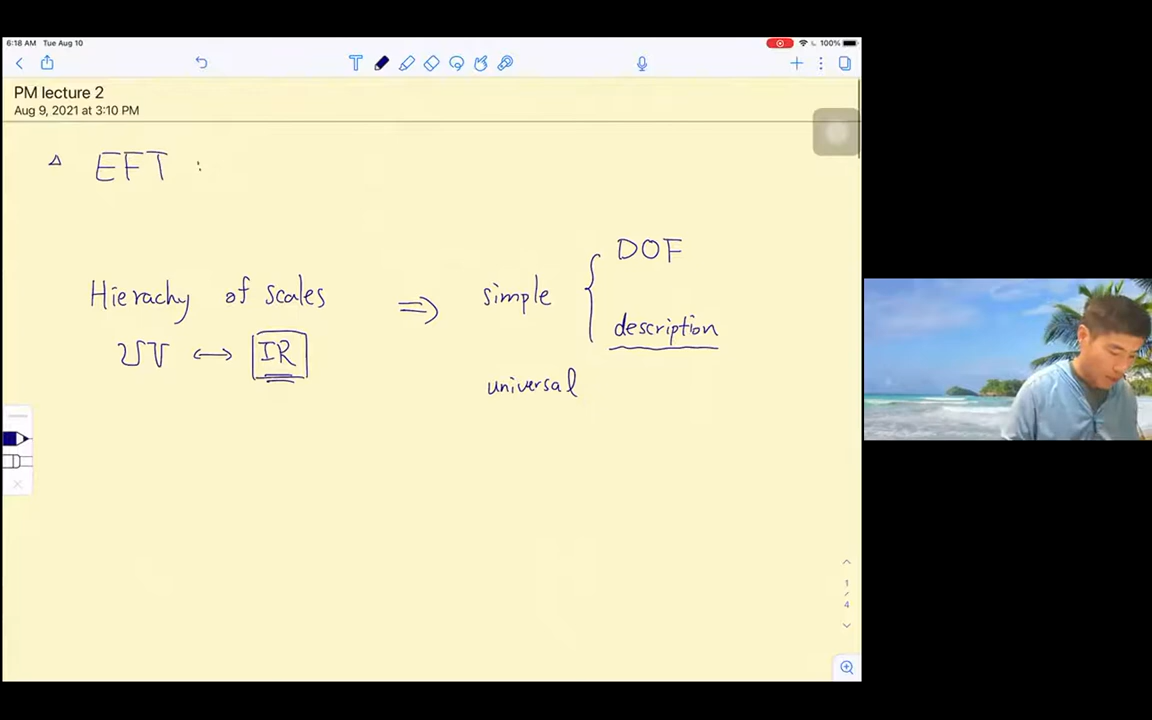 6:18 AM Tue Aug 10
100%
T
PM lecture 2
Aug 9, 2021 at 3:10 PM
△ EFT :
DOF
Hierachy of scales ⇒ simple {
description
UV ↔ IR
universal
1
/
4